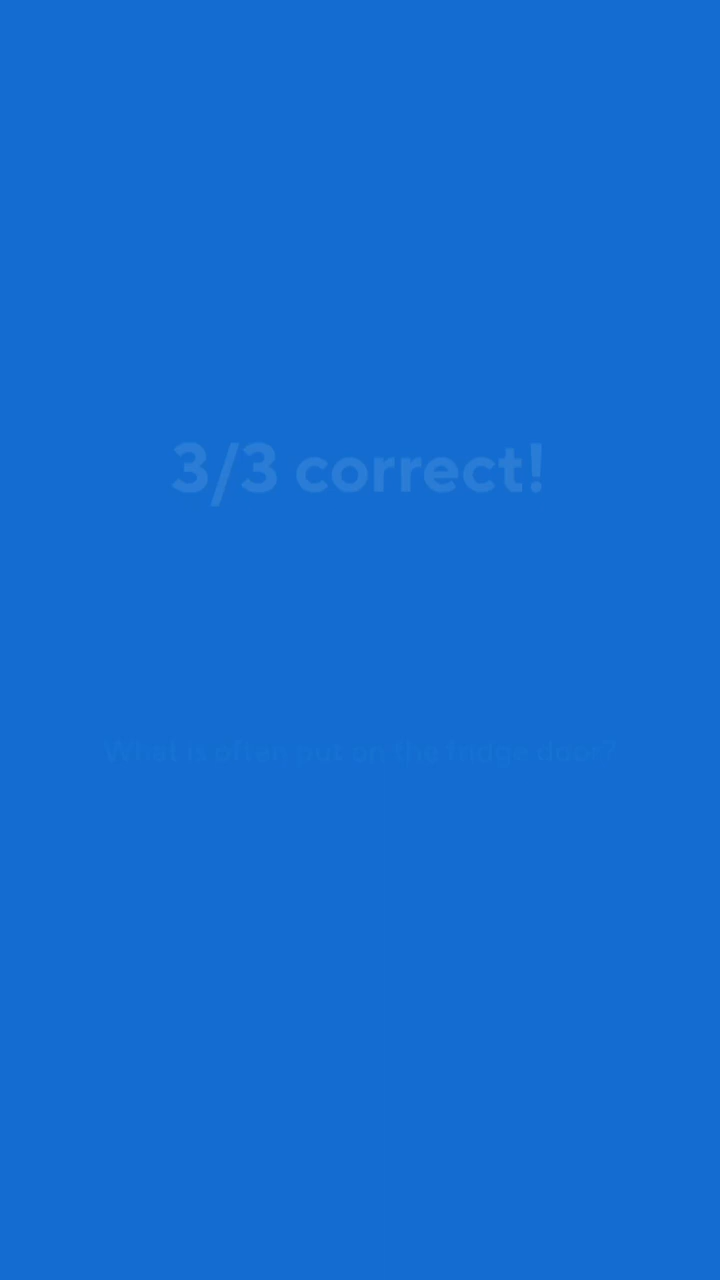 3/3 correct!
What is often put on the fridge door?